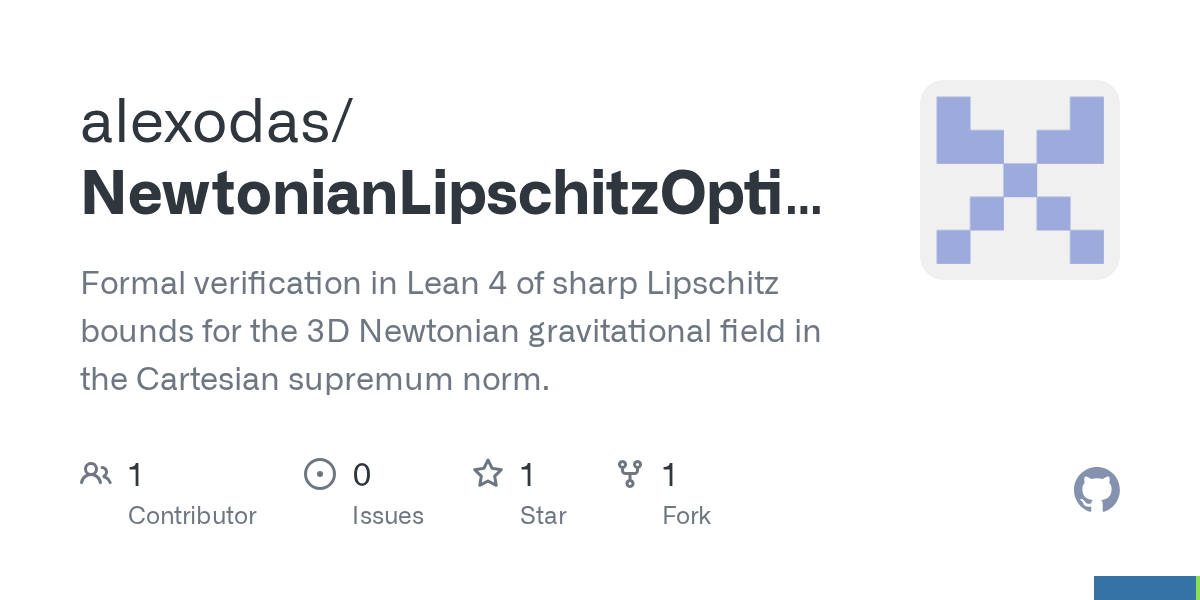 alexodas/
NewtonianLipschitzOpti...
Formal verification in Lean 4 of sharp Lipschitz
bounds for the 3D Newtonian gravitational field in
the Cartesian supremum norm.
1 0 1 1
Contributor Issues Star Fork